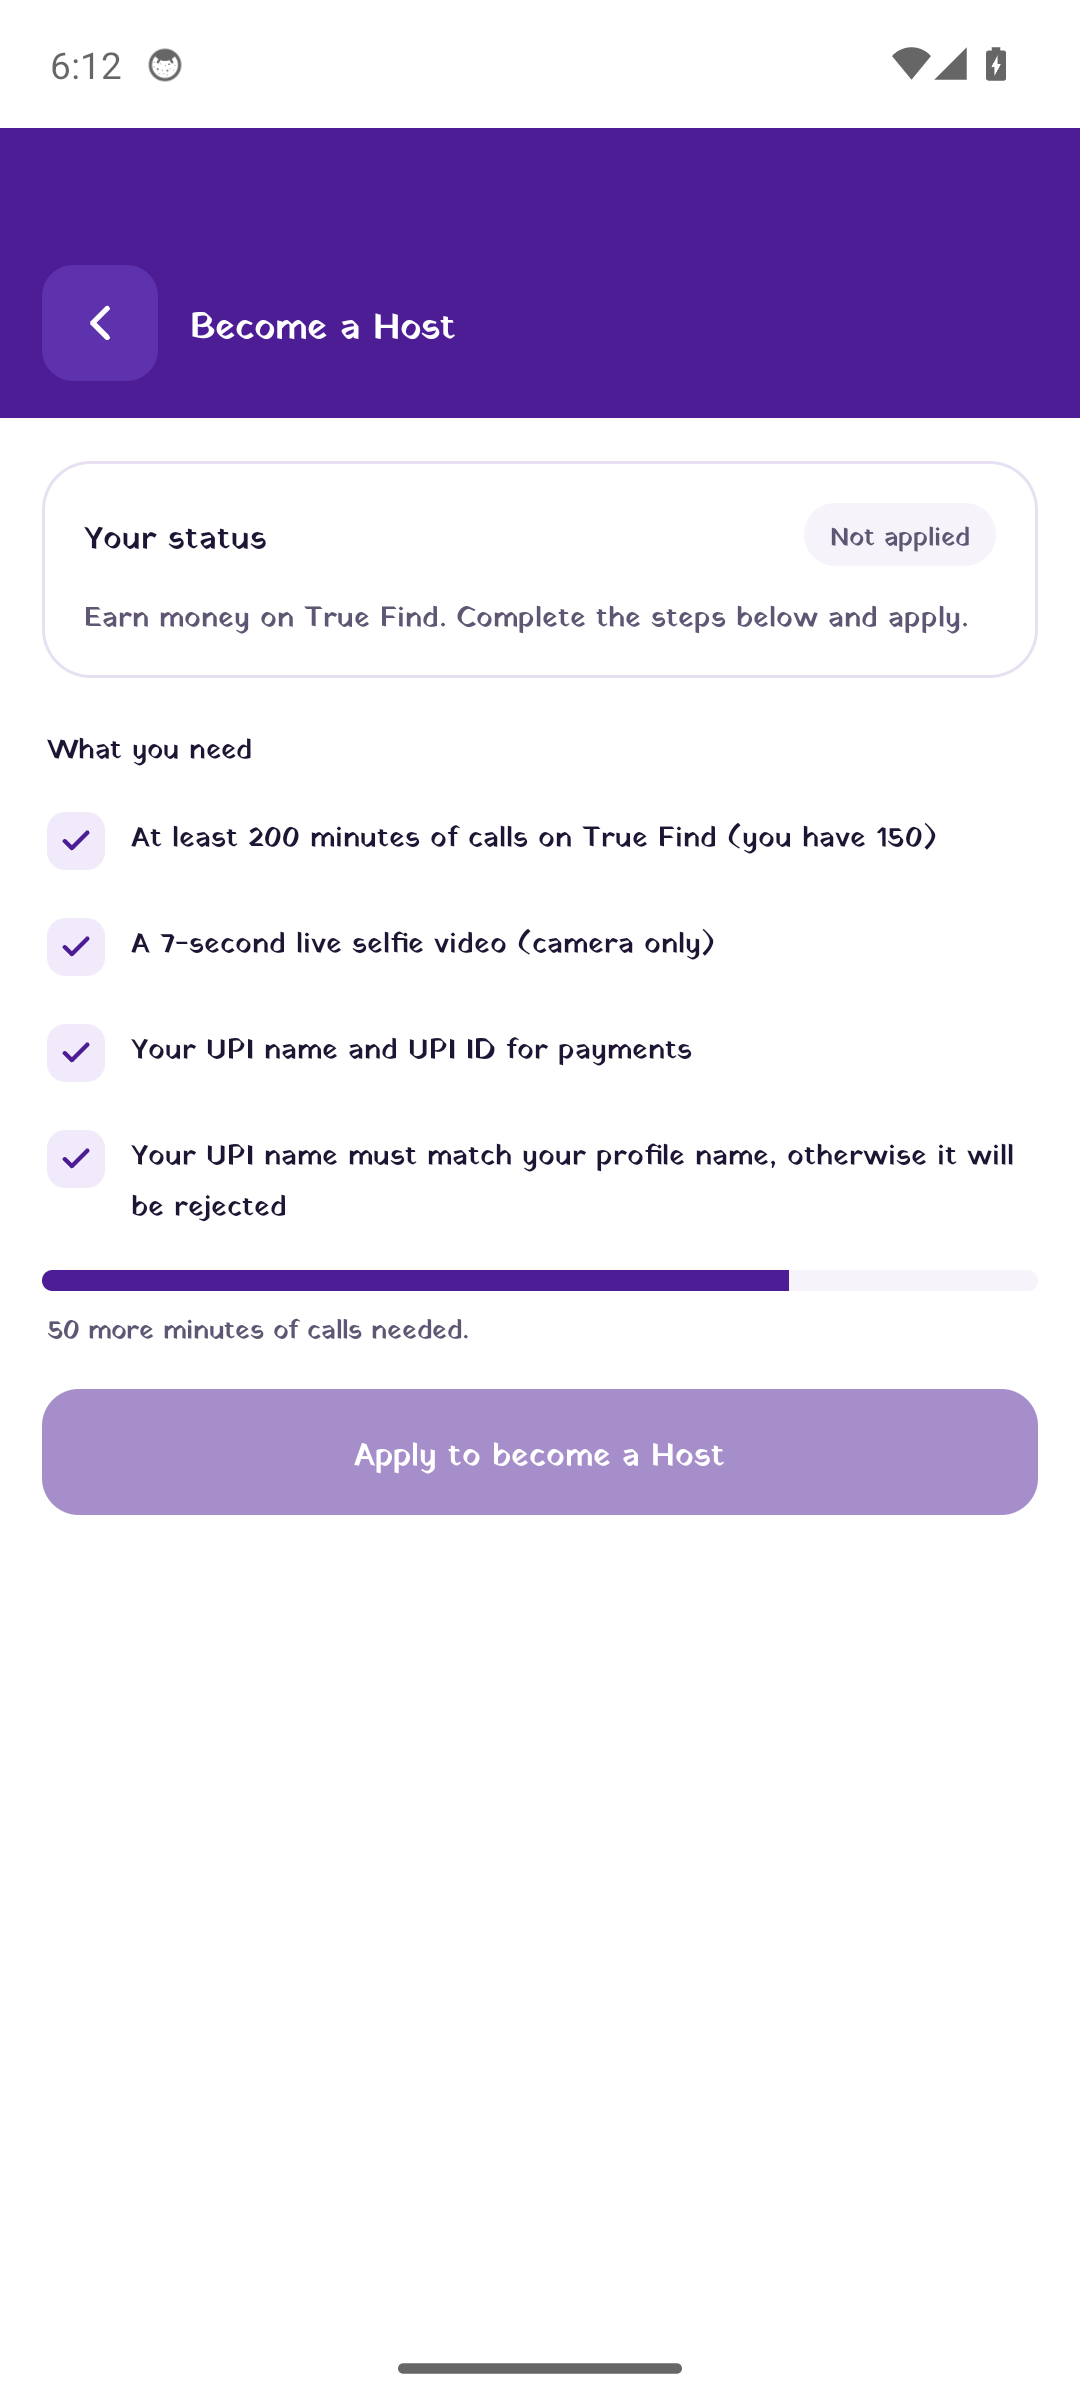 6:12
Become a Host
Your status
Not applied
Earn money on True Find. Complete the steps below and apply.
What you need
At least 200 minutes of calls on True Find (you have 150)
A 7-second live selfie video (camera only)
Your UPI name and UPI ID for payments
Your UPI name must match your profile name, otherwise it will
be rejected
50 more minutes of calls needed.
Apply to become a Host